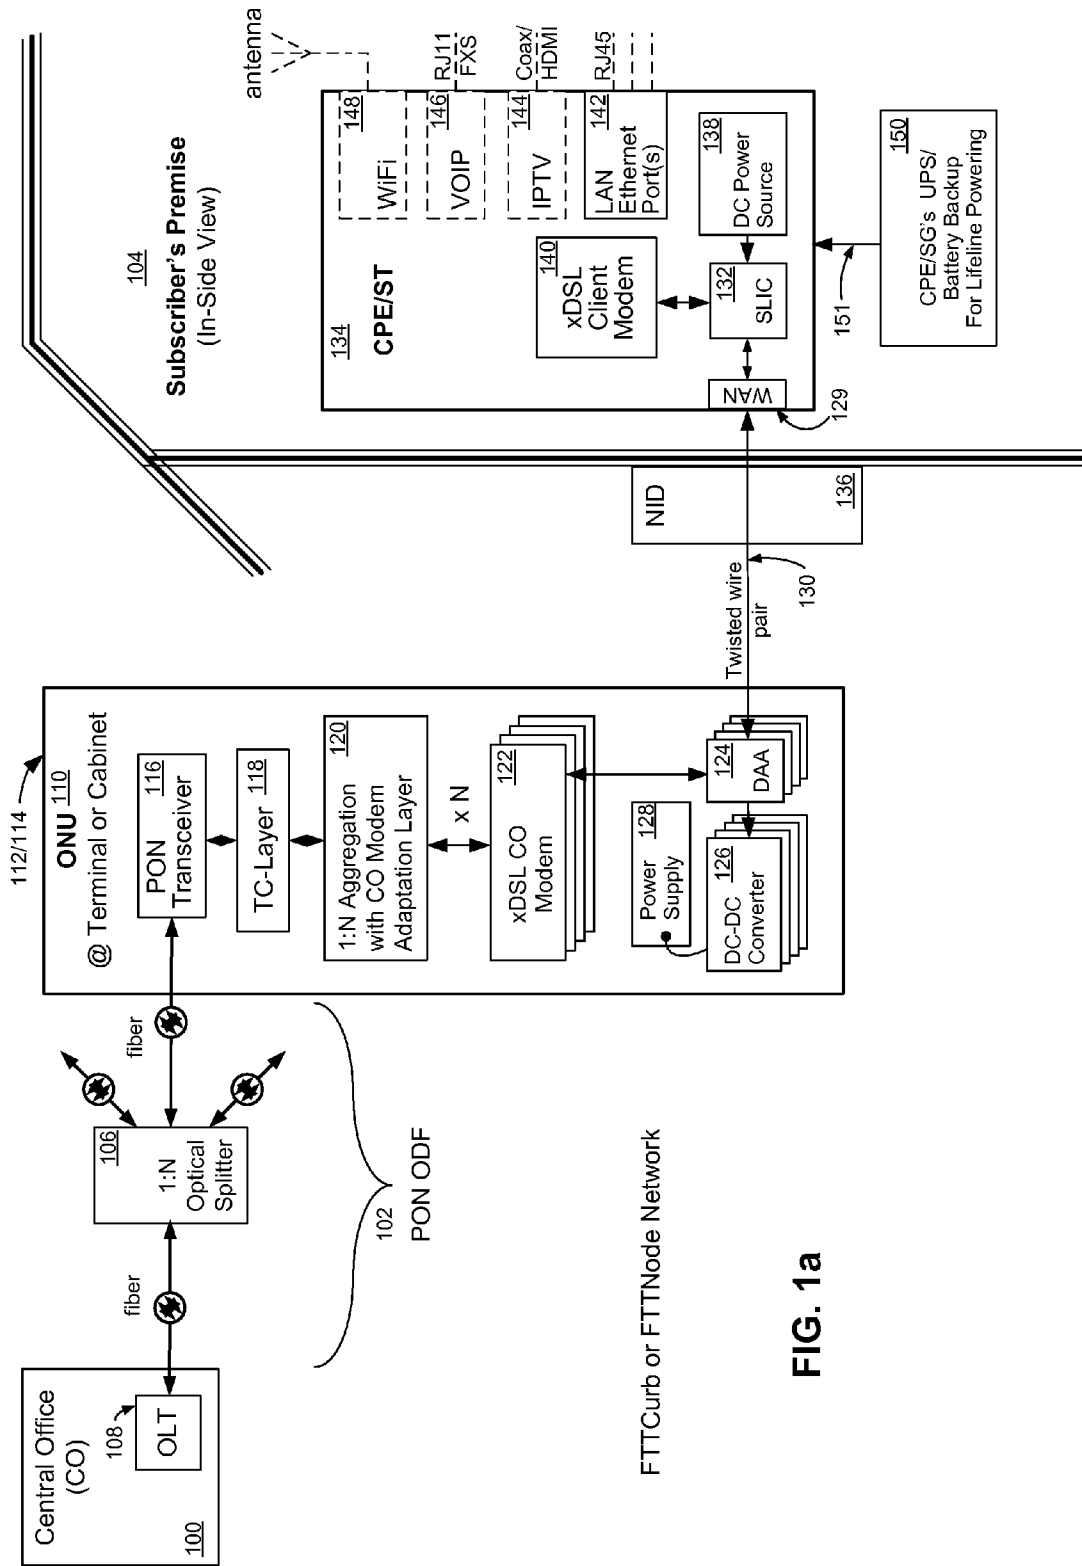 Central Office
(CO)
108
OLT
100
fiber
106
1:N
Optical
Splitter
fiber
102
PON ODF
112/114
ONU 110
@ Terminal or Cabinet
116
PON
Transceiver
118
TC-Layer
120
1:N Aggregation
with CO Modem
Adaptation Layer
x N
122
xDSL CO
Modem
128
Power
Supply
124
DAA
126
DC-DC
Converter
Twisted wire
pair
130
NID
136
104
Subscriber's Premise
(In-Side View)
134
CPE/ST
antenna
148
WiFi
146
VOIP
RJ11
FXS
144
IPTV
Coax/
HDMI
142
LAN
Ethernet
Port(s)
RJ45
140
xDSL
Client
Modem
138
DC Power
Source
132
SLIC
WAN
129
151
150
CPE/SG's UPS/
Battery Backup
For Lifeline Powering
FTTCurb or FTTNode Network
FIG. 1a